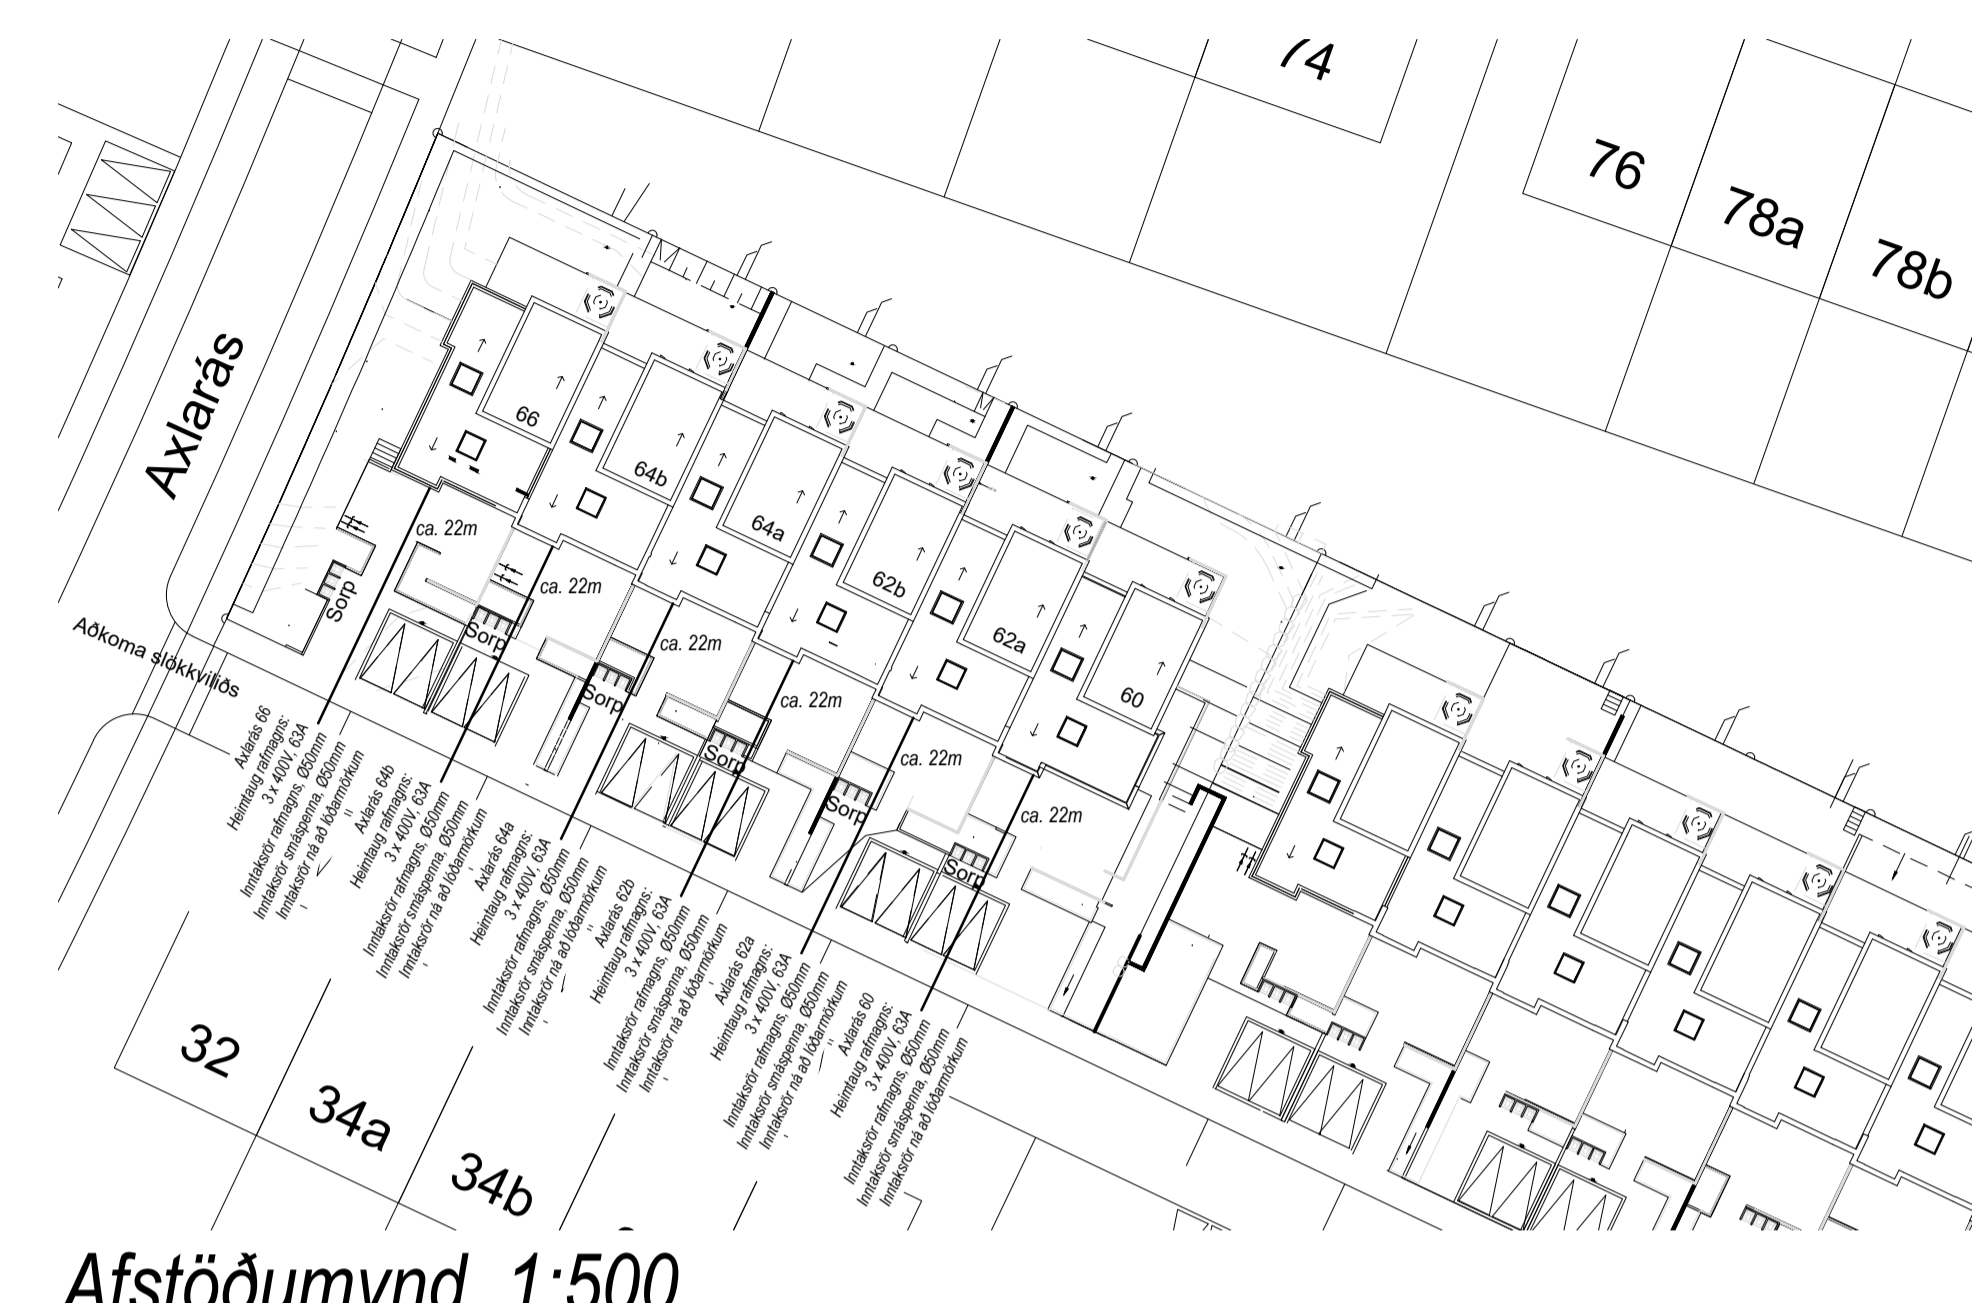 74
76
78a
78b
Axlarás
66
64b
64a
62b
62a
60
ca. 22m
ca. 22m
ca. 22m
ca. 22m
ca. 22m
ca. 22m
Sorp
Sorp
Sorp
Sorp
Sorp
Sorp
Aðkoma slökkviliðs
Axlarás 66
Heimtaug rafmagns:
3 x 400V, 63A
Inntaksrör rafmagns, Ø50mm
Inntaksrör smáspenna, Ø50mm
Inntaksrör ná að lóðarmörkum
Axlarás 64b
Heimtaug rafmagns:
3 x 400V, 63A
Inntaksrör rafmagns, Ø50mm
Inntaksrör smáspenna, Ø50mm
Inntaksrör ná að lóðarmörkum
Axlarás 64a
Heimtaug rafmagns:
3 x 400V, 63A
Inntaksrör rafmagns, Ø50mm
Inntaksrör smáspenna, Ø50mm
Inntaksrör ná að lóðarmörkum
Axlarás 62b
Heimtaug rafmagns:
3 x 400V, 63A
Inntaksrör rafmagns, Ø50mm
Inntaksrör smáspenna, Ø50mm
Inntaksrör ná að lóðarmörkum
Axlarás 62a
Heimtaug rafmagns:
3 x 400V, 63A
Inntaksrör rafmagns, Ø50mm
Inntaksrör smáspenna, Ø50mm
Inntaksrör ná að lóðarmörkum
Axlarás 60
Heimtaug rafmagns:
3 x 400V, 63A
Inntaksrör rafmagns, Ø50mm
Inntaksrör smáspenna, Ø50mm
Inntaksrör ná að lóðarmörkum
32
34a
34b
Afstöðumynd 1:500